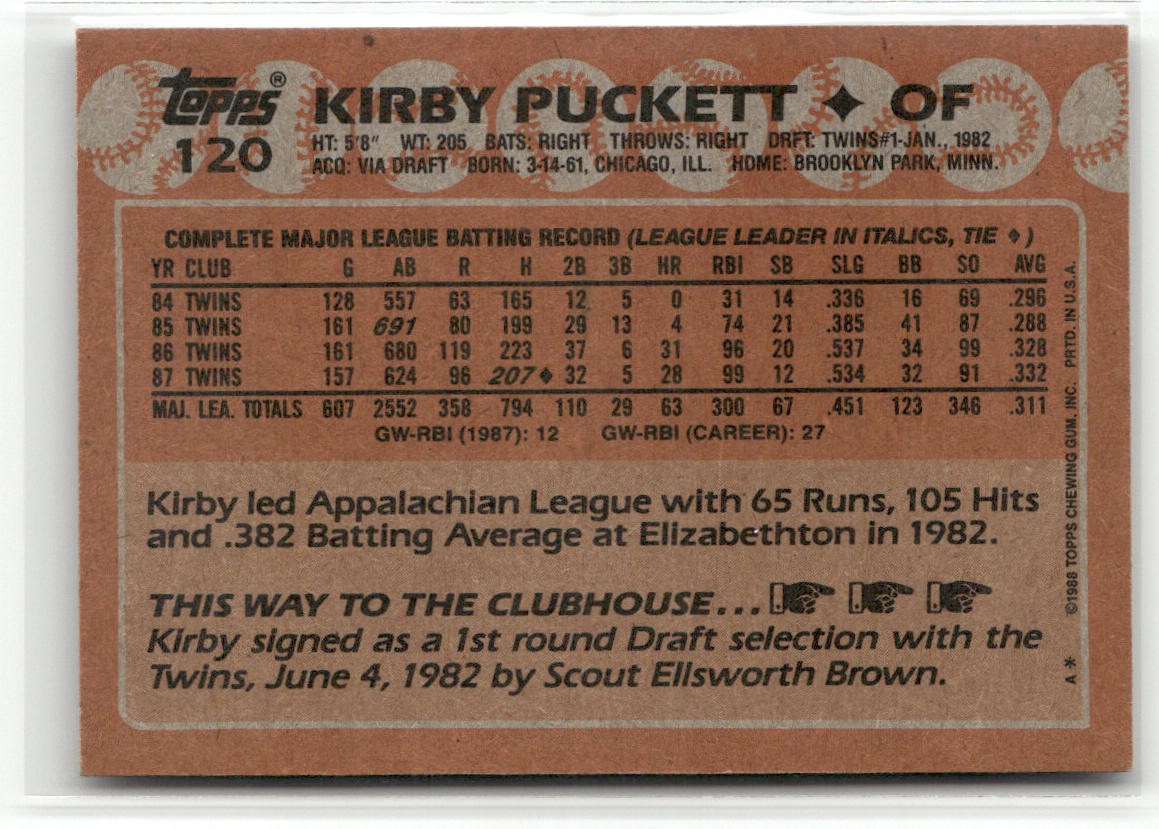 Topps® KIRBY PUCKETT ♦ OF
120
HT: 5'8" WT: 205 BATS: RIGHT THROWS: RIGHT DRFT: TWINS#1-JAN., 1982
ACQ: VIA DRAFT BORN: 3-14-61, CHICAGO, ILL. HOME: BROOKLYN PARK, MINN.
COMPLETE MAJOR LEAGUE BATTING RECORD (LEAGUE LEADER IN ITALICS, TIE ♦)
YR CLUB G AB R H 2B 3B HR RBI SB SLG BB SO AVG
84 TWINS 128 557 63 165 12 5 0 31 14 .336 16 69 .296
85 TWINS 161 691 80 199 29 13 4 74 21 .385 41 87 .288
86 TWINS 161 680 119 223 37 6 31 96 20 .537 34 99 .328
87 TWINS 157 624 96 207♦ 32 5 28 99 12 .534 32 91 .332
MAJ. LEA. TOTALS 607 2552 358 794 110 29 63 300 67 .451 123 346 .311
GW-RBI (1987): 12 GW-RBI (CAREER): 27
Kirby led Appalachian League with 65 Runs, 105 Hits
and .382 Batting Average at Elizabethton in 1982.
THIS WAY TO THE CLUBHOUSE...
Kirby signed as a 1st round Draft selection with the
Twins, June 4, 1982 by Scout Ellsworth Brown.
A* ©1988 TOPPS CHEWING GUM, INC. PRTD. IN U.S.A.